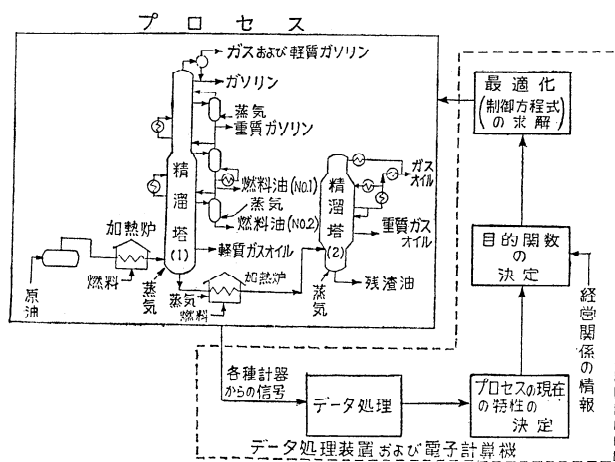 プロセス
ガスおよび軽質ガソリン
ガソリン
蒸気
重質ガソリン
燃料油(No.1)
蒸気
燃料油(No.2)
軽質ガスオイル
精溜塔(1)
加熱炉
原油
燃料
蒸気
蒸気
燃料
加熱炉
精溜塔(2)
ガスオイル
重質ガスオイル
蒸気
残渣油
各種計器
からの信号
データ処理
プロセスの現在
の特性の
決定
目的関数
の
決定
経営関係の情報
最適化
(制御方程式
の求解)
データ処理装置および電子計算機